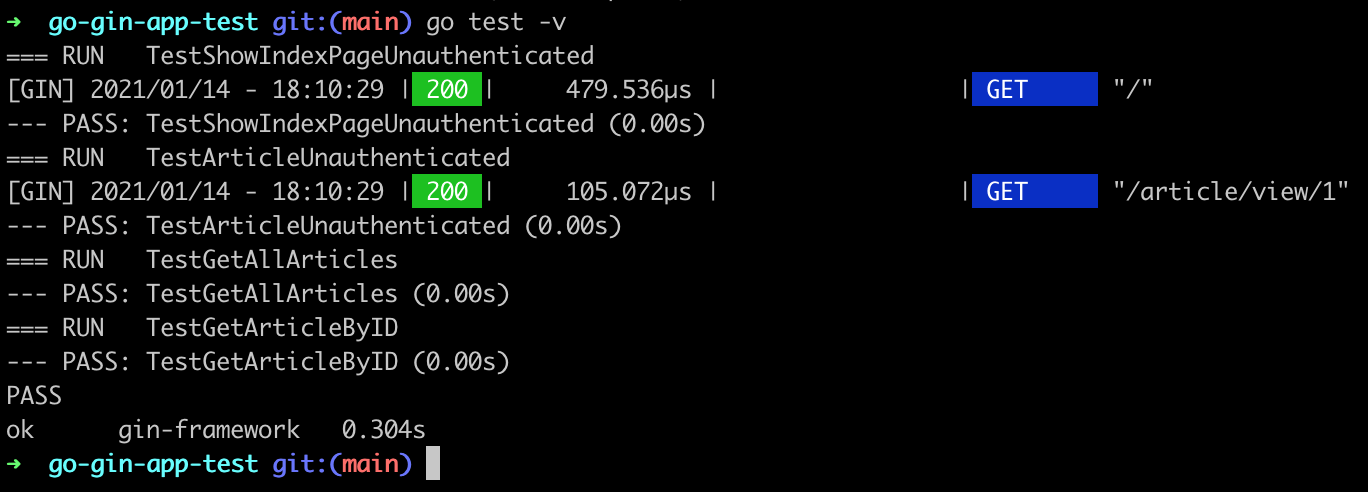 ➜  go-gin-app-test git:(main) go test -v
=== RUN   TestShowIndexPageUnauthenticated
[GIN] 2021/01/14 - 18:10:29 | 200 |     479.536µs |                 | GET      "/"
--- PASS: TestShowIndexPageUnauthenticated (0.00s)
=== RUN   TestArticleUnauthenticated
[GIN] 2021/01/14 - 18:10:29 | 200 |     105.072µs |                 | GET      "/article/view/1"
--- PASS: TestArticleUnauthenticated (0.00s)
=== RUN   TestGetAllArticles
--- PASS: TestGetAllArticles (0.00s)
=== RUN   TestGetArticleByID
--- PASS: TestGetArticleByID (0.00s)
PASS
ok      gin-framework   0.304s
➜  go-gin-app-test git:(main)